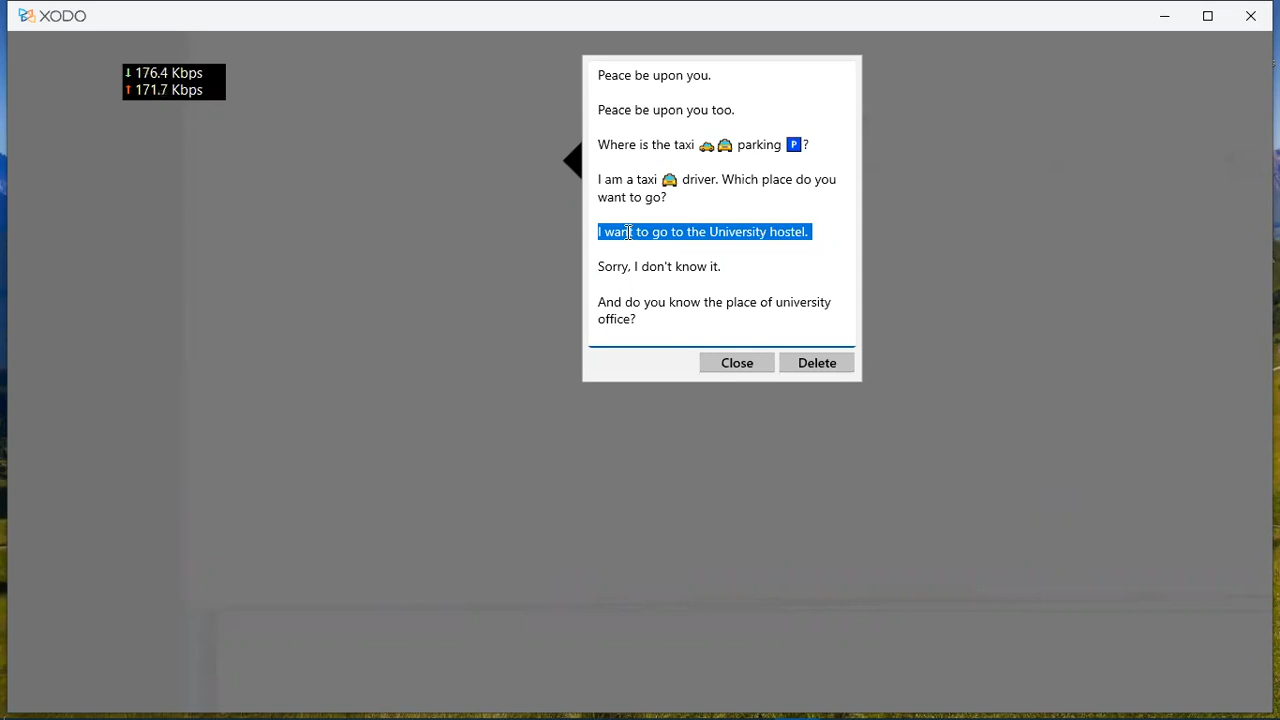 XODO
↓ 176.4 Kbps
↑ 171.7 Kbps
Peace be upon you.
Peace be upon you too.
Where is the taxi 🚕🚖 parking 🅿?
I am a taxi 🚖 driver. Which place do you
want to go?
I want to go to the University hostel.
Sorry, I don't know it.
And do you know the place of university
office?
Close Delete